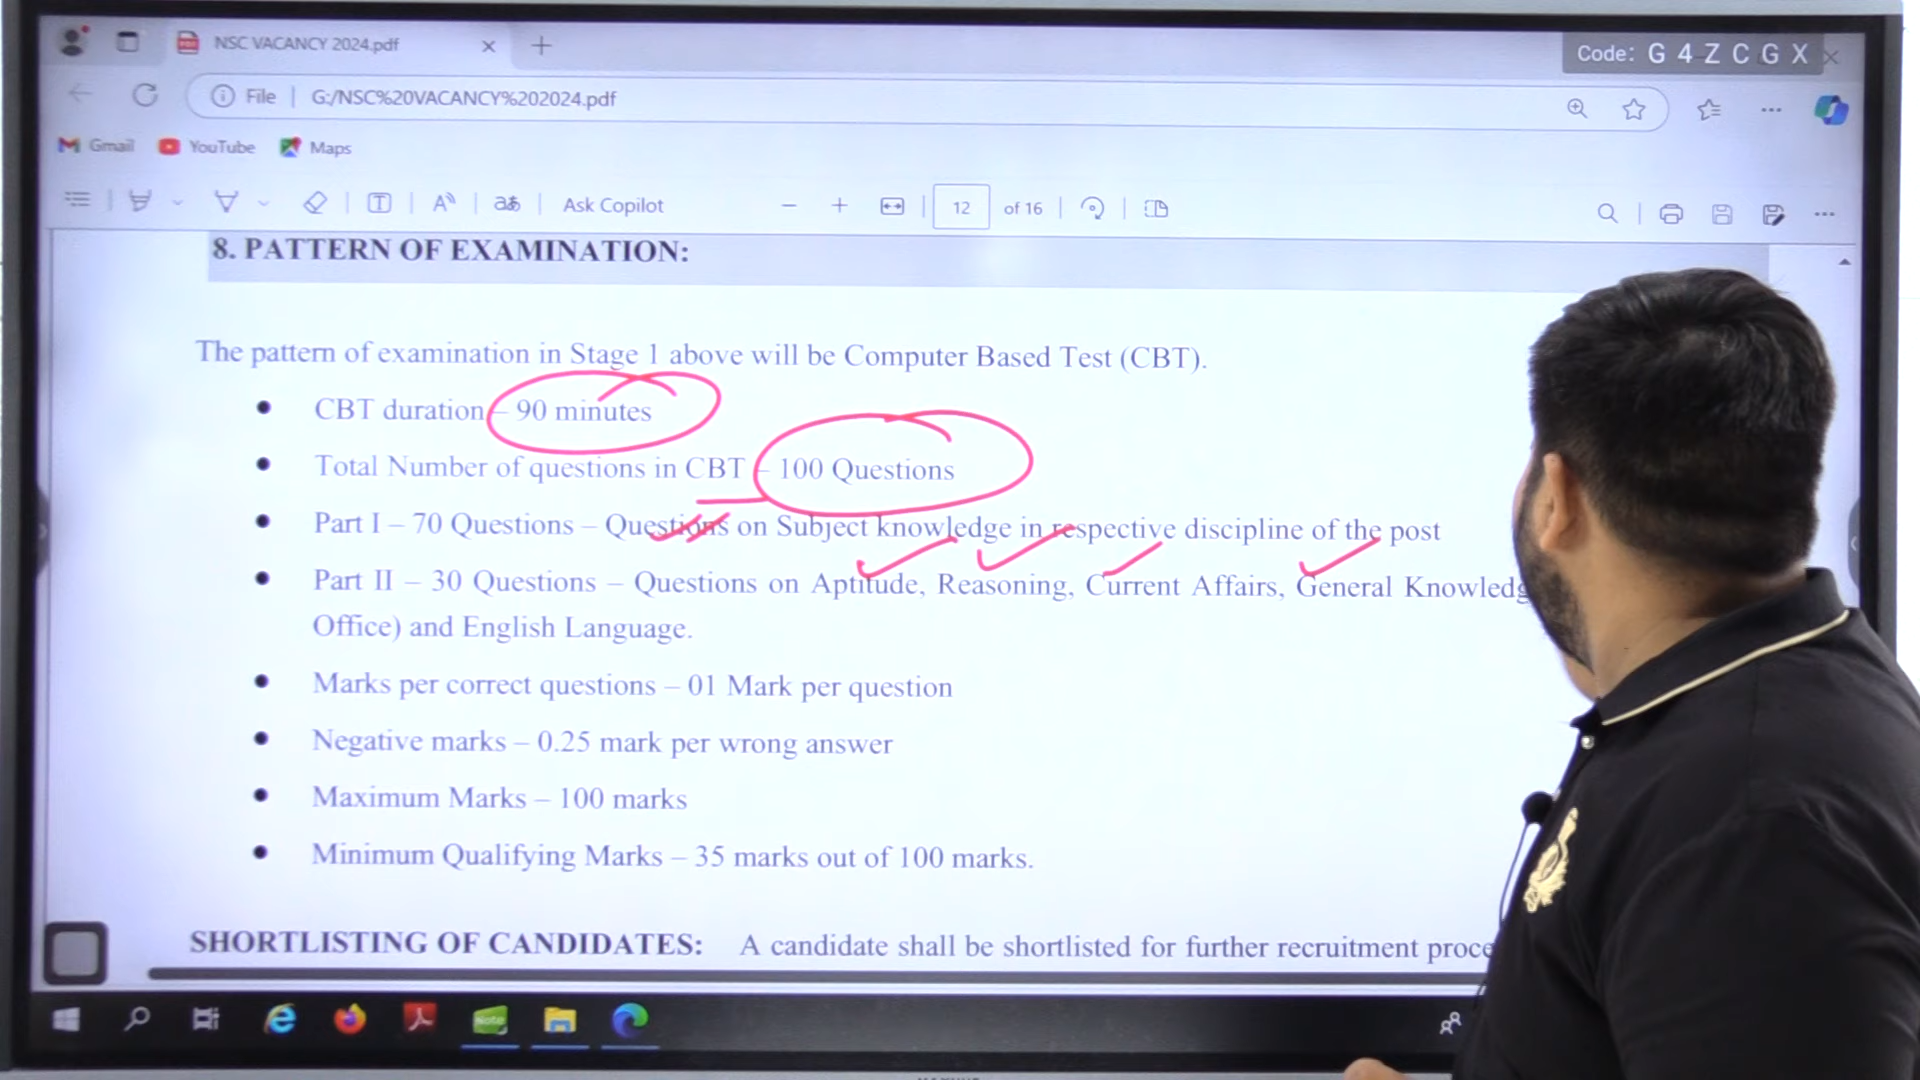 NSC VACANCY 2024.pdf
Code: G 4 Z C G X
File
G:/NSC%20VACANCY%202024.pdf
Gmail YouTube Maps
Ask Copilot
12 of 16
8. PATTERN OF EXAMINATION:
The pattern of examination in Stage 1 above will be Computer Based Test (CBT).
CBT duration – 90 minutes
Total Number of questions in CBT – 100 Questions
Part I – 70 Questions – Questions on Subject knowledge in respective discipline of the post
Part II – 30 Questions – Questions on Aptitude, Reasoning, Current Affairs, General
Office) and English Language.
Marks per correct questions – 01 Mark per question
Negative marks – 0.25 mark per wrong answer
Maximum Marks – 100 marks
Minimum Qualifying Marks – 35 marks out of 100 marks.
SHORTLISTING OF CANDIDATES: A candidate shall be shortlisted for further recruitment
Note